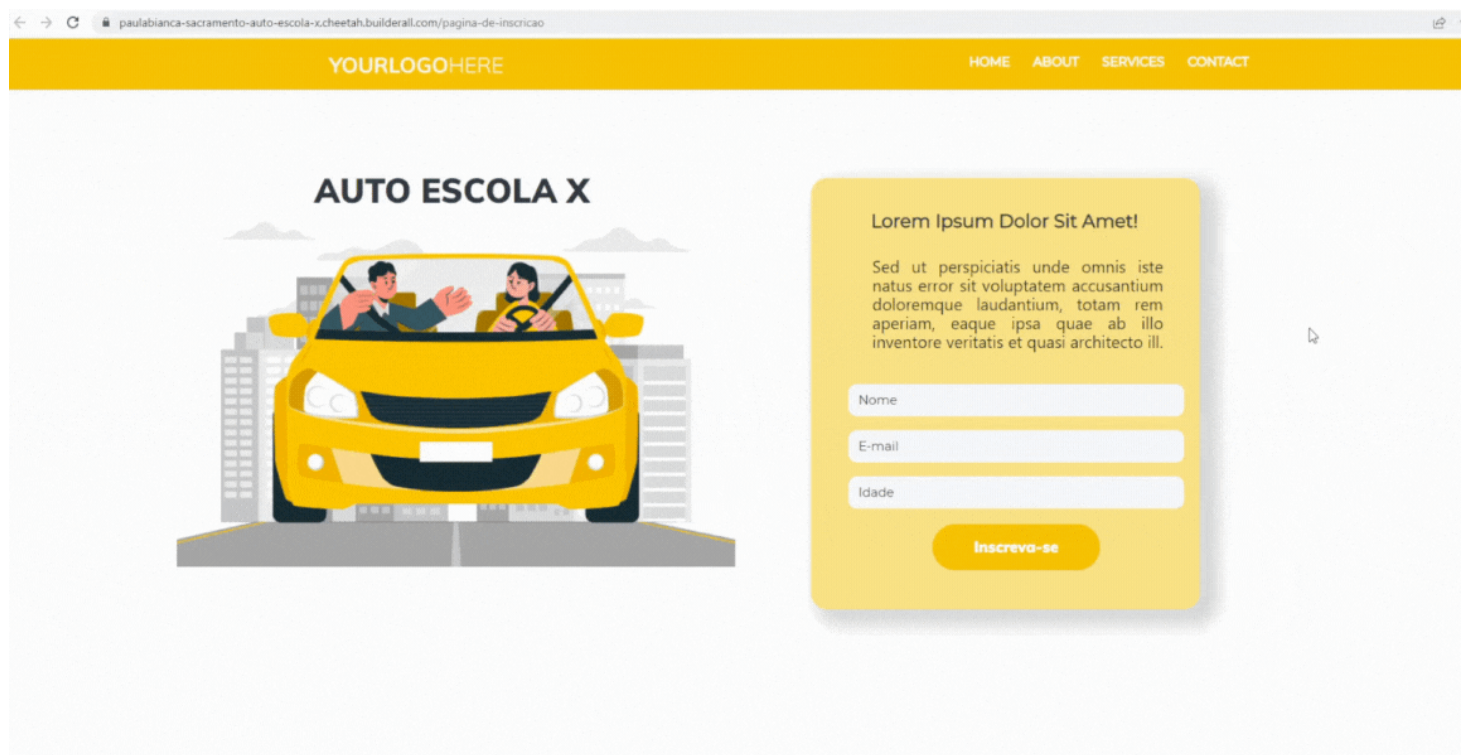 paulabianca-sacramento-auto-escola-x.cheetah.builderall.com/pagina-de-inscricao
YOURLOGOHERE
HOME ABOUT SERVICES CONTACT
AUTO ESCOLA X
Lorem Ipsum Dolor Sit Amet!
Sed ut perspiciatis unde omnis iste
natus error sit voluptatem accusantium
doloremque laudantium, totam rem
aperiam, eaque ipsa quae ab illo
inventore veritatis et quasi architecto ill.
Nome
E-mail
Idade
Inscreva-se